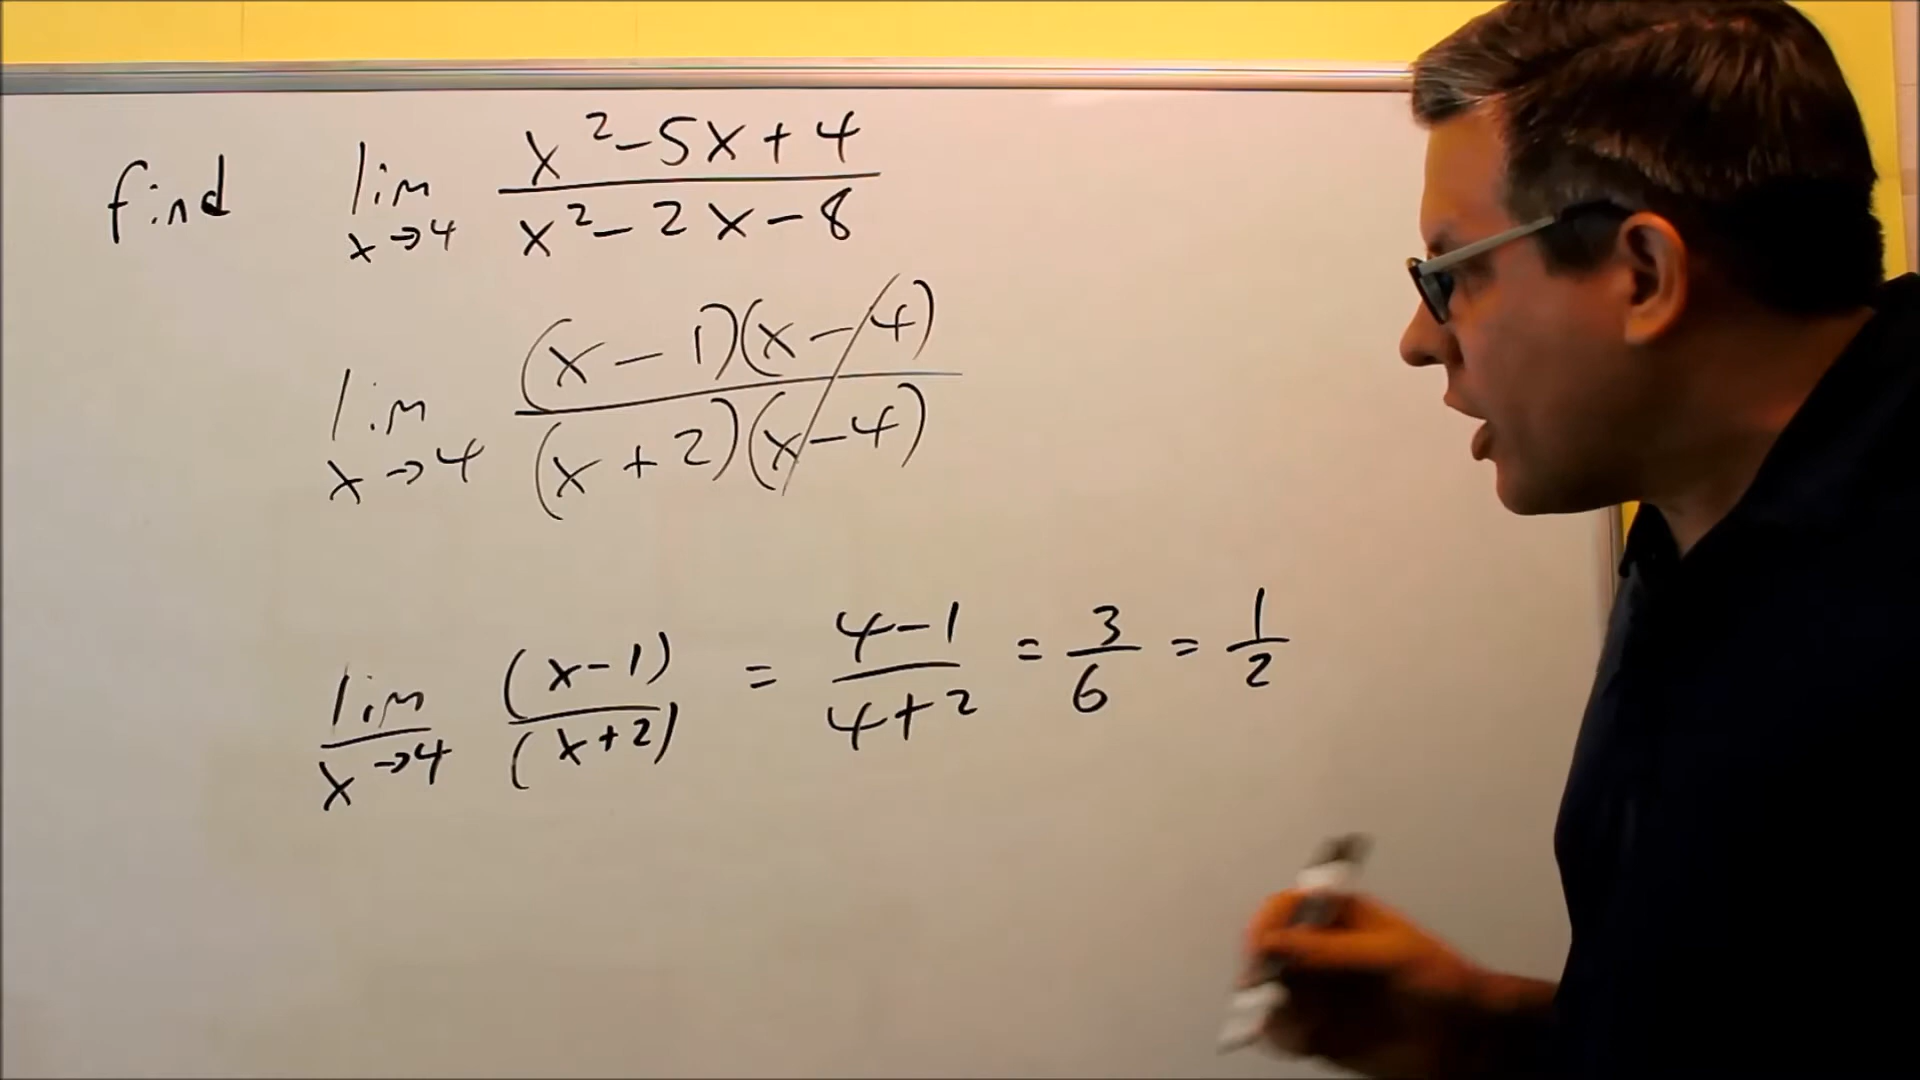 find lim x→4 (x²-5x+4)/(x²-2x-8)
lim x→4 ((x-1)(x-4))/((x+2)(x-4))
lim x→4 (x-1)/(x+2) = (4-1)/(4+2) = 3/6 = 1/2